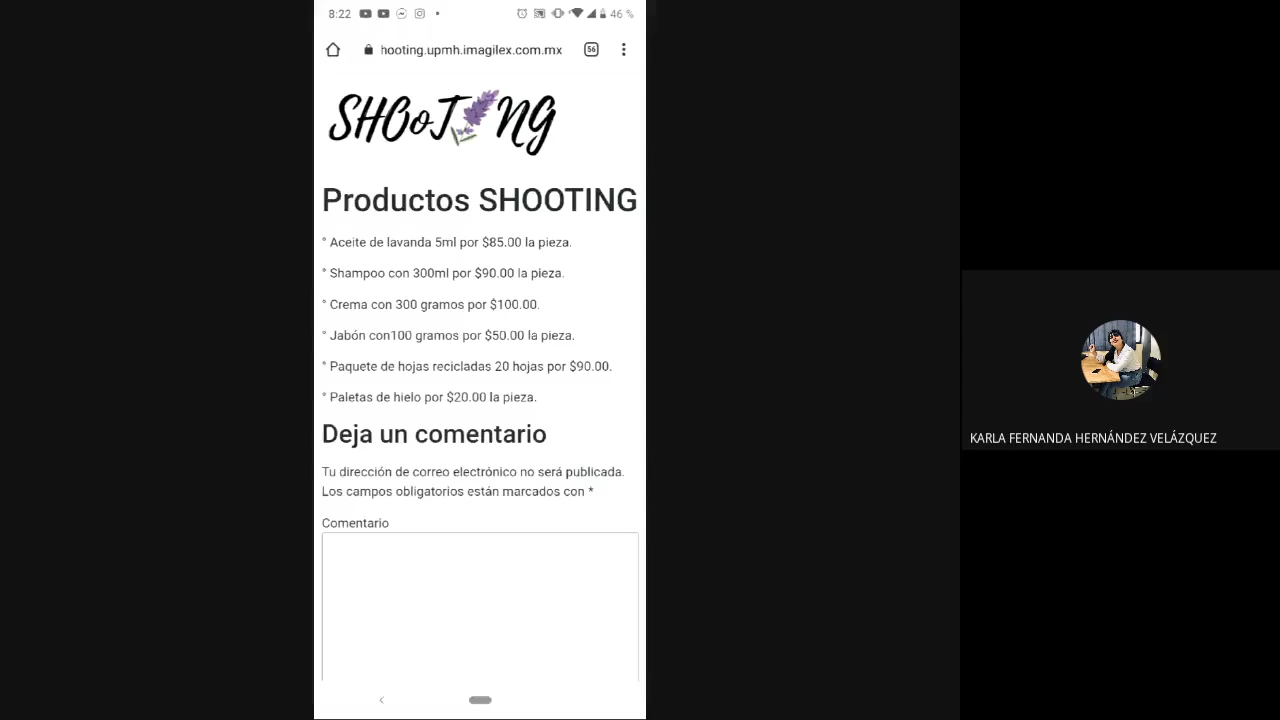 8:22
46 %
hooting.upmh.imagilex.com.mx
56
SHOoTING
Productos SHOOTING
° Aceite de lavanda 5ml por $85.00 la pieza.
° Shampoo con 300ml por $90.00 la pieza.
° Crema con 300 gramos por $100.00.
° Jabón con100 gramos por $50.00 la pieza.
° Paquete de hojas recicladas 20 hojas por $90.00.
° Paletas de hielo por $20.00 la pieza.
Deja un comentario
Tu dirección de correo electrónico no será publicada.
Los campos obligatorios están marcados con *
Comentario
KARLA FERNANDA HERNÁNDEZ VELÁZQUEZ